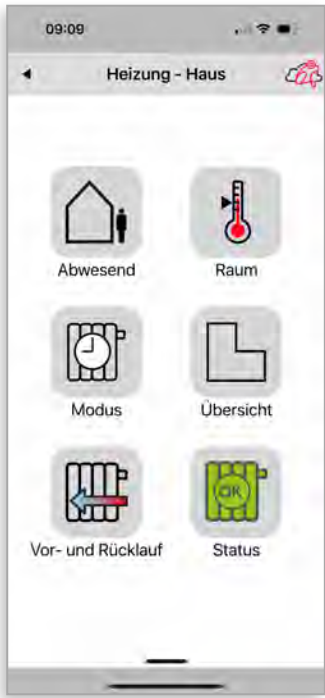 09:09
Heizung - Haus
Abwesend
Raum
Modus
Übersicht
Vor- und Rücklauf
Status
OK